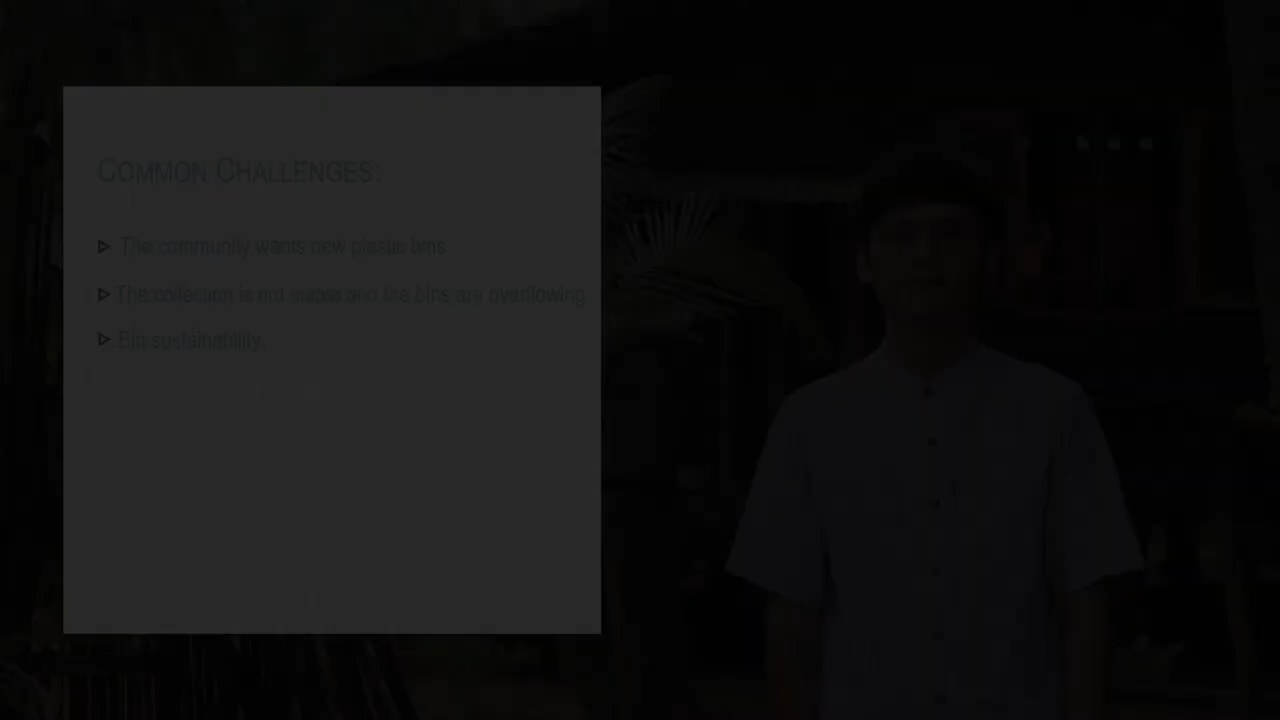 COMMON CHALLENGES:
The community wants new plastic bins
The collection is not stable and the bins are overflowing
Bin sustainability.